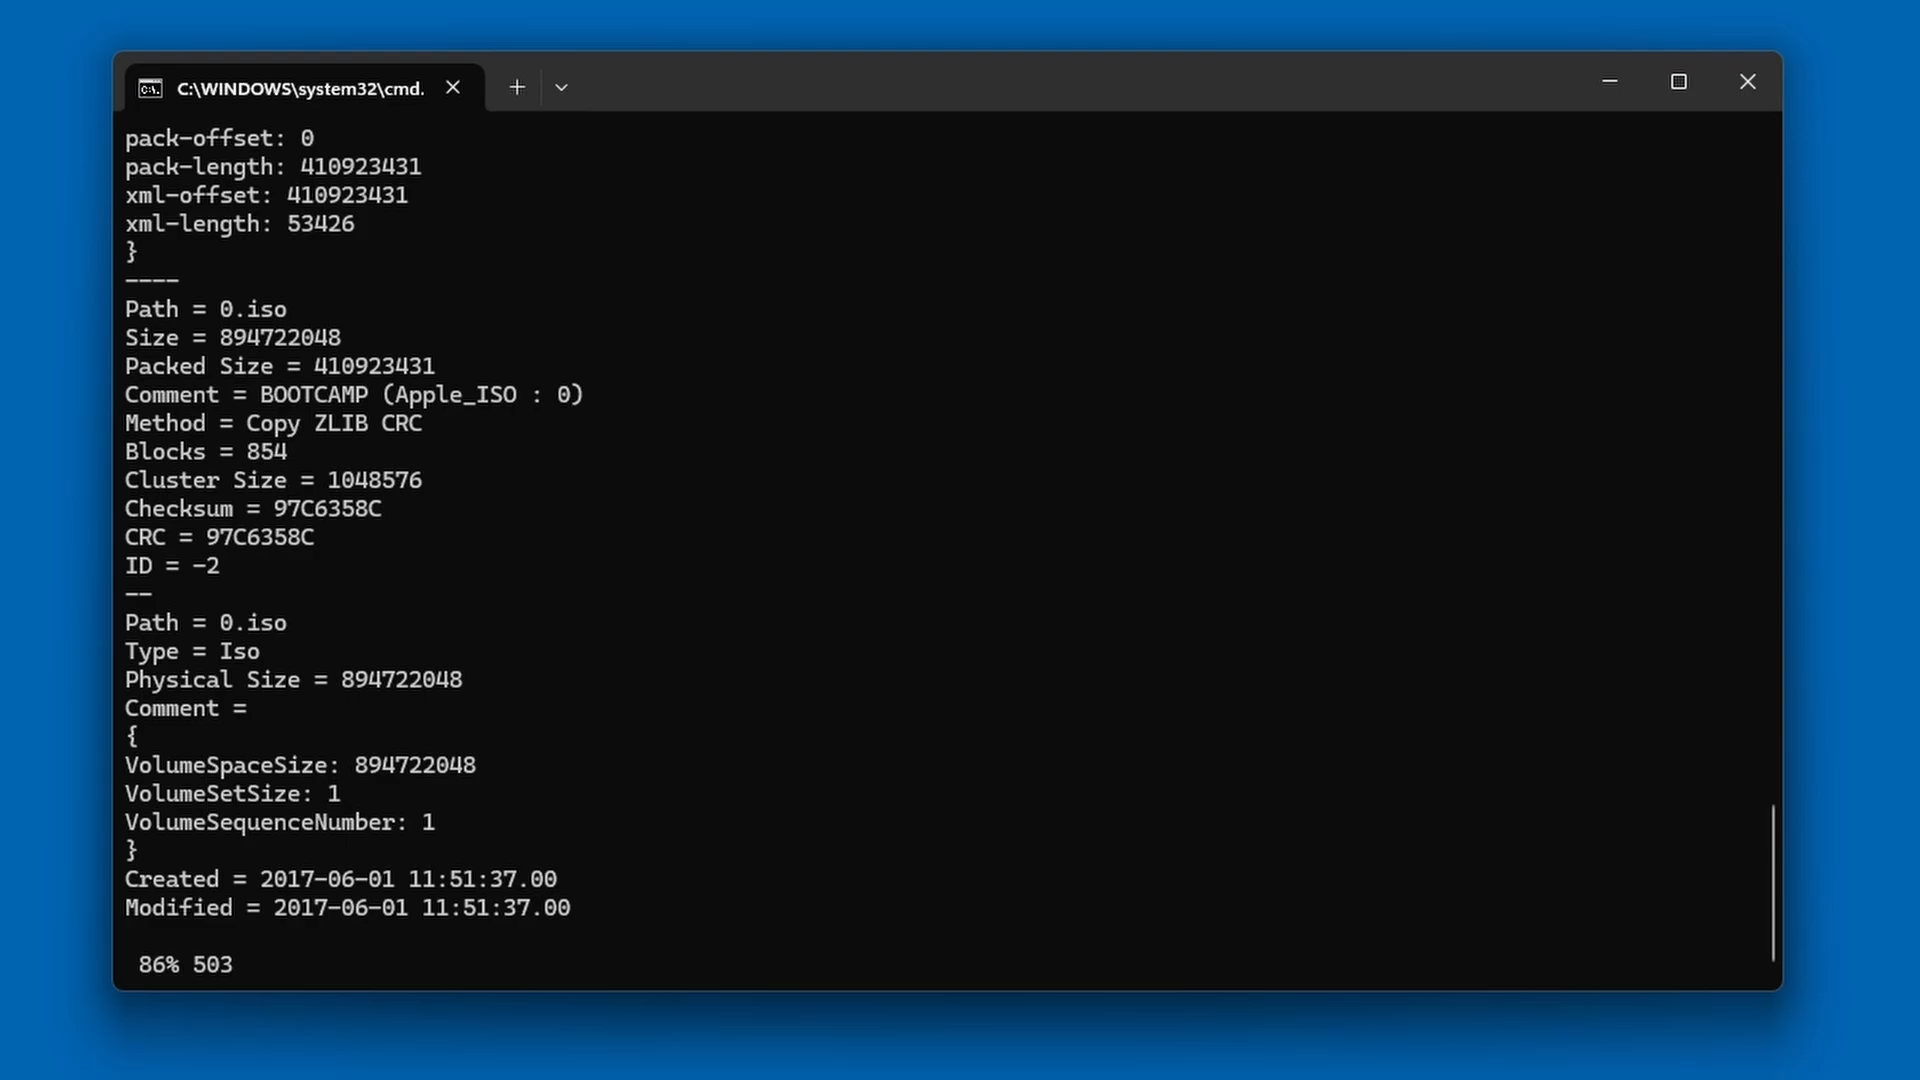 C:\WINDOWS\system32\cmd.
pack-offset: 0
pack-length: 410923431
xml-offset: 410923431
xml-length: 53426
}
----
Path = 0.iso
Size = 894722048
Packed Size = 410923431
Comment = BOOTCAMP (Apple_ISO : 0)
Method = Copy ZLIB CRC
Blocks = 854
Cluster Size = 1048576
Checksum = 97C6358C
CRC = 97C6358C
ID = -2
--
Path = 0.iso
Type = Iso
Physical Size = 894722048
Comment =
{
VolumeSpaceSize: 894722048
VolumeSetSize: 1
VolumeSequenceNumber: 1
}
Created = 2017-06-01 11:51:37.00
Modified = 2017-06-01 11:51:37.00
86% 503